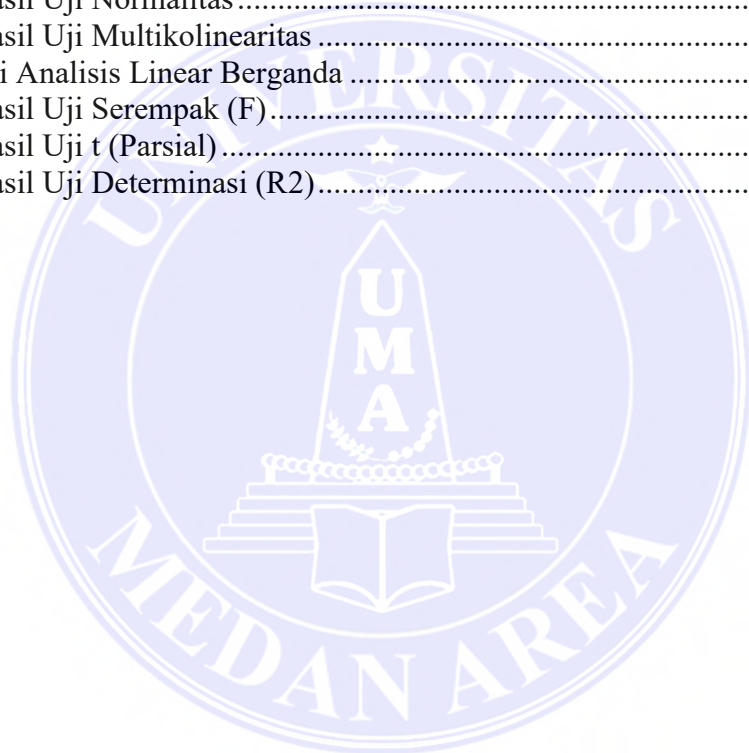 asil Uji Normalitas..........................................................................
asil Uji Multikolinearitas ................................................................
i Analisis Linear Berganda ............................................................
asil Uji Serempak (F)......................................................................
asil Uji t (Parsial)............................................................................
asil Uji Determinasi (R2)................................................................
UNIVERSITAS
U
M
A
MEDAN AREA